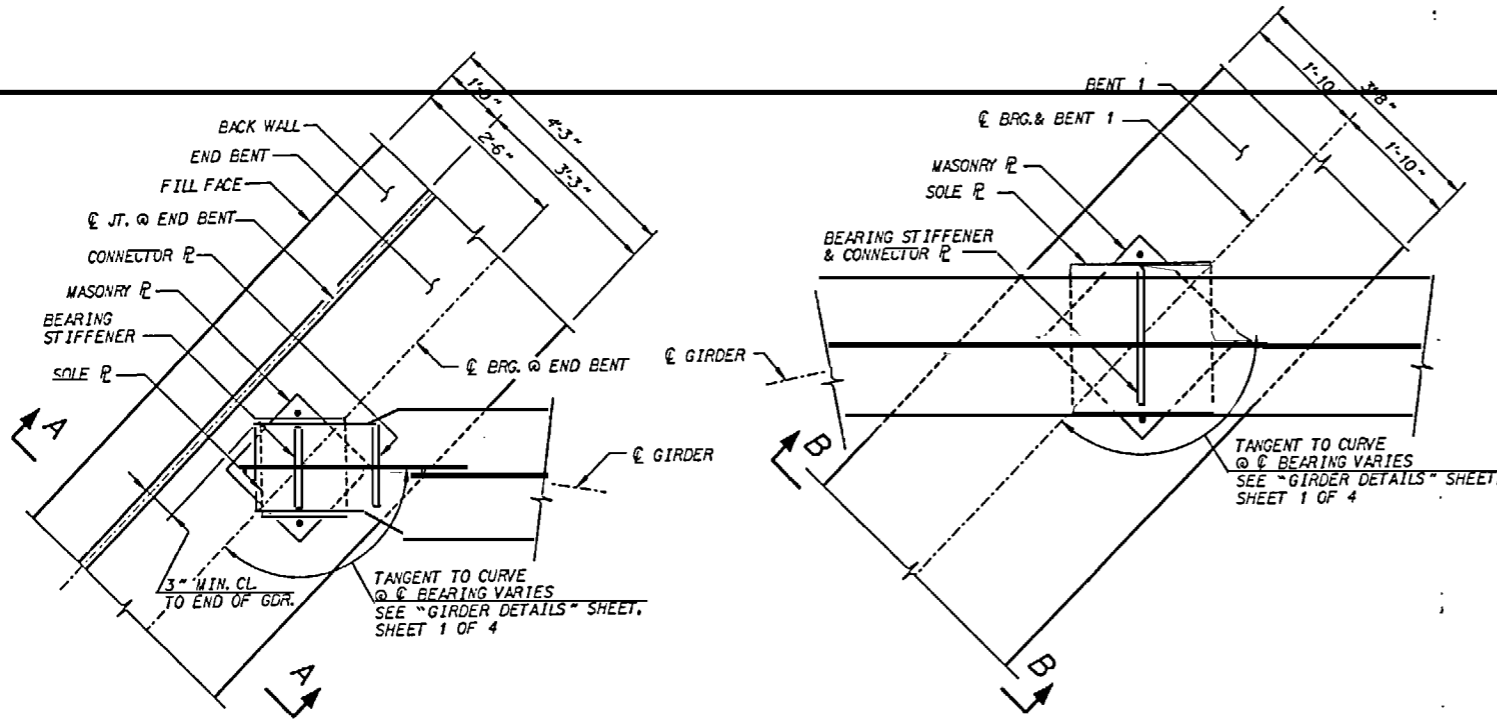 BACK WALL
END BENT
FILL FACE
℄ JT. @ END BENT
CONNECTOR ⅊
MASONRY ⅊
BEARING
STIFFENER
SOLE ⅊
1'-0"
4'-3"
2'-6"
3'-3"
℄ BRG. @ END BENT
℄ GIRDER
A
3" MIN. CL.
TO END OF GDR.
TANGENT TO CURVE
@ ℄ BEARING VARIES
SEE "GIRDER DETAILS" SHEET.
SHEET 1 OF 4
A
BENT 1
℄ BRG.& BENT 1
MASONRY ⅊
SOLE ⅊
BEARING STIFFENER
& CONNECTOR ⅊
1'-10"
3'-8"
1'-10"
℄ GIRDER
B
TANGENT TO CURVE
@ ℄ BEARING VARIES
SEE "GIRDER DETAILS" SHEET.
SHEET 1 OF 4
B